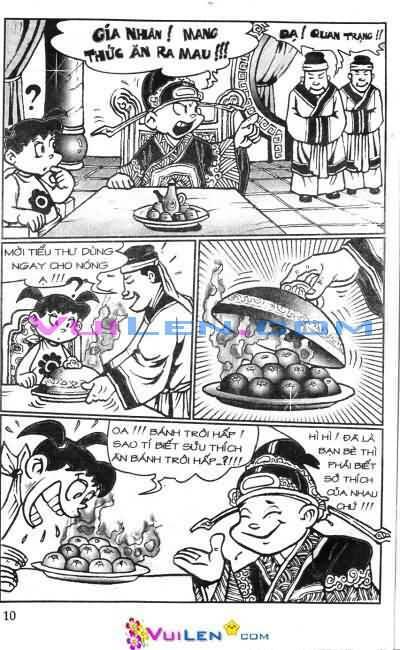 GIA NHÂN! MANG
THỨC ĂN RA MAU!!!
DẠ! QUAN TRẠNG!!
?
MỜI TIỂU THƯ DÙNG
NGAY CHO NÓNG
Ạ!!!
VuiLen.com
OA!!! BÁNH TRÔI HẤP!
SAO TÍ BIẾT SỬU THÍCH
ĂN BÁNH TRÔI HẤP..?!!!
HÌ HÌ! ĐÃ LÀ
BẠN BÈ THÌ
PHẢI BIẾT
SỞ THÍCH
CỦA NHAU
CHỨ!!!
10
VuiLen.com